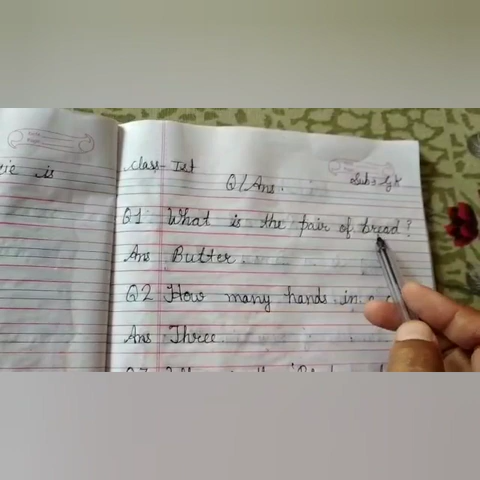 ie is
Class- Ist
Q/Ans.
Sub:- GK
Q1 What is the pair of bread?
Ans Butter.
Q2 How many hands in a c
Ans Three.